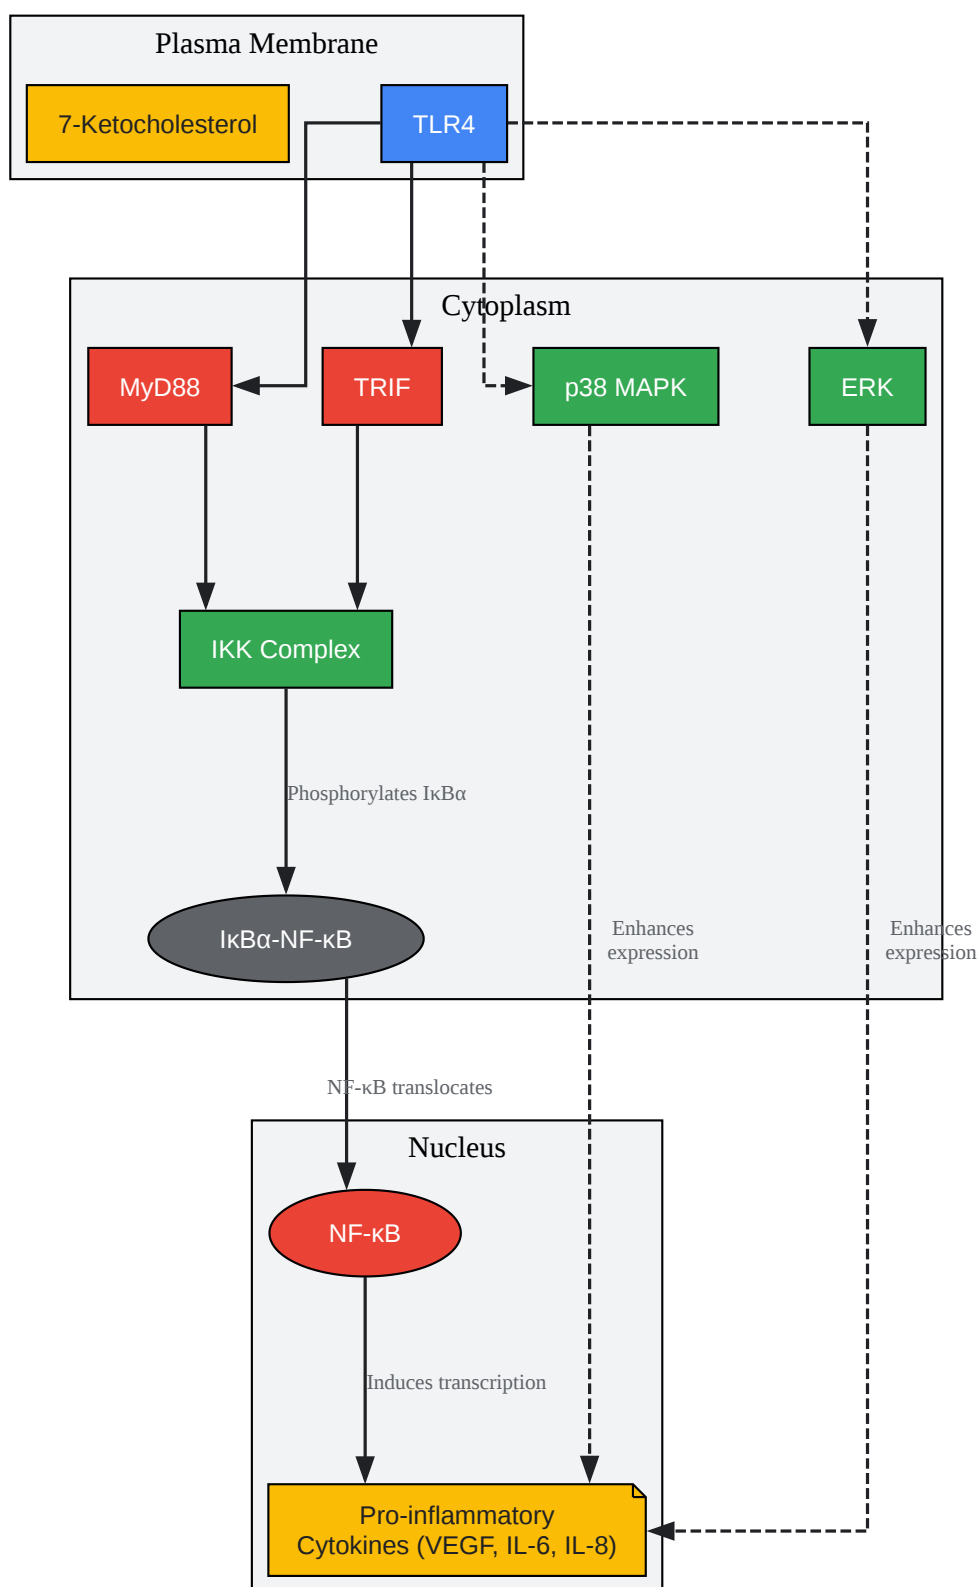 Plasma Membrane
7-Ketocholesterol
TLR4
Cytoplasm
MyD88
TRIF
p38 MAPK
ERK
IKK Complex
Phosphorylates IκBα
IκBα-NF-κB
Enhances
expression
Enhances
expression
NF-κB translocates
Nucleus
NF-κB
Induces transcription
Pro-inflammatory
Cytokines (VEGF, IL-6, IL-8)